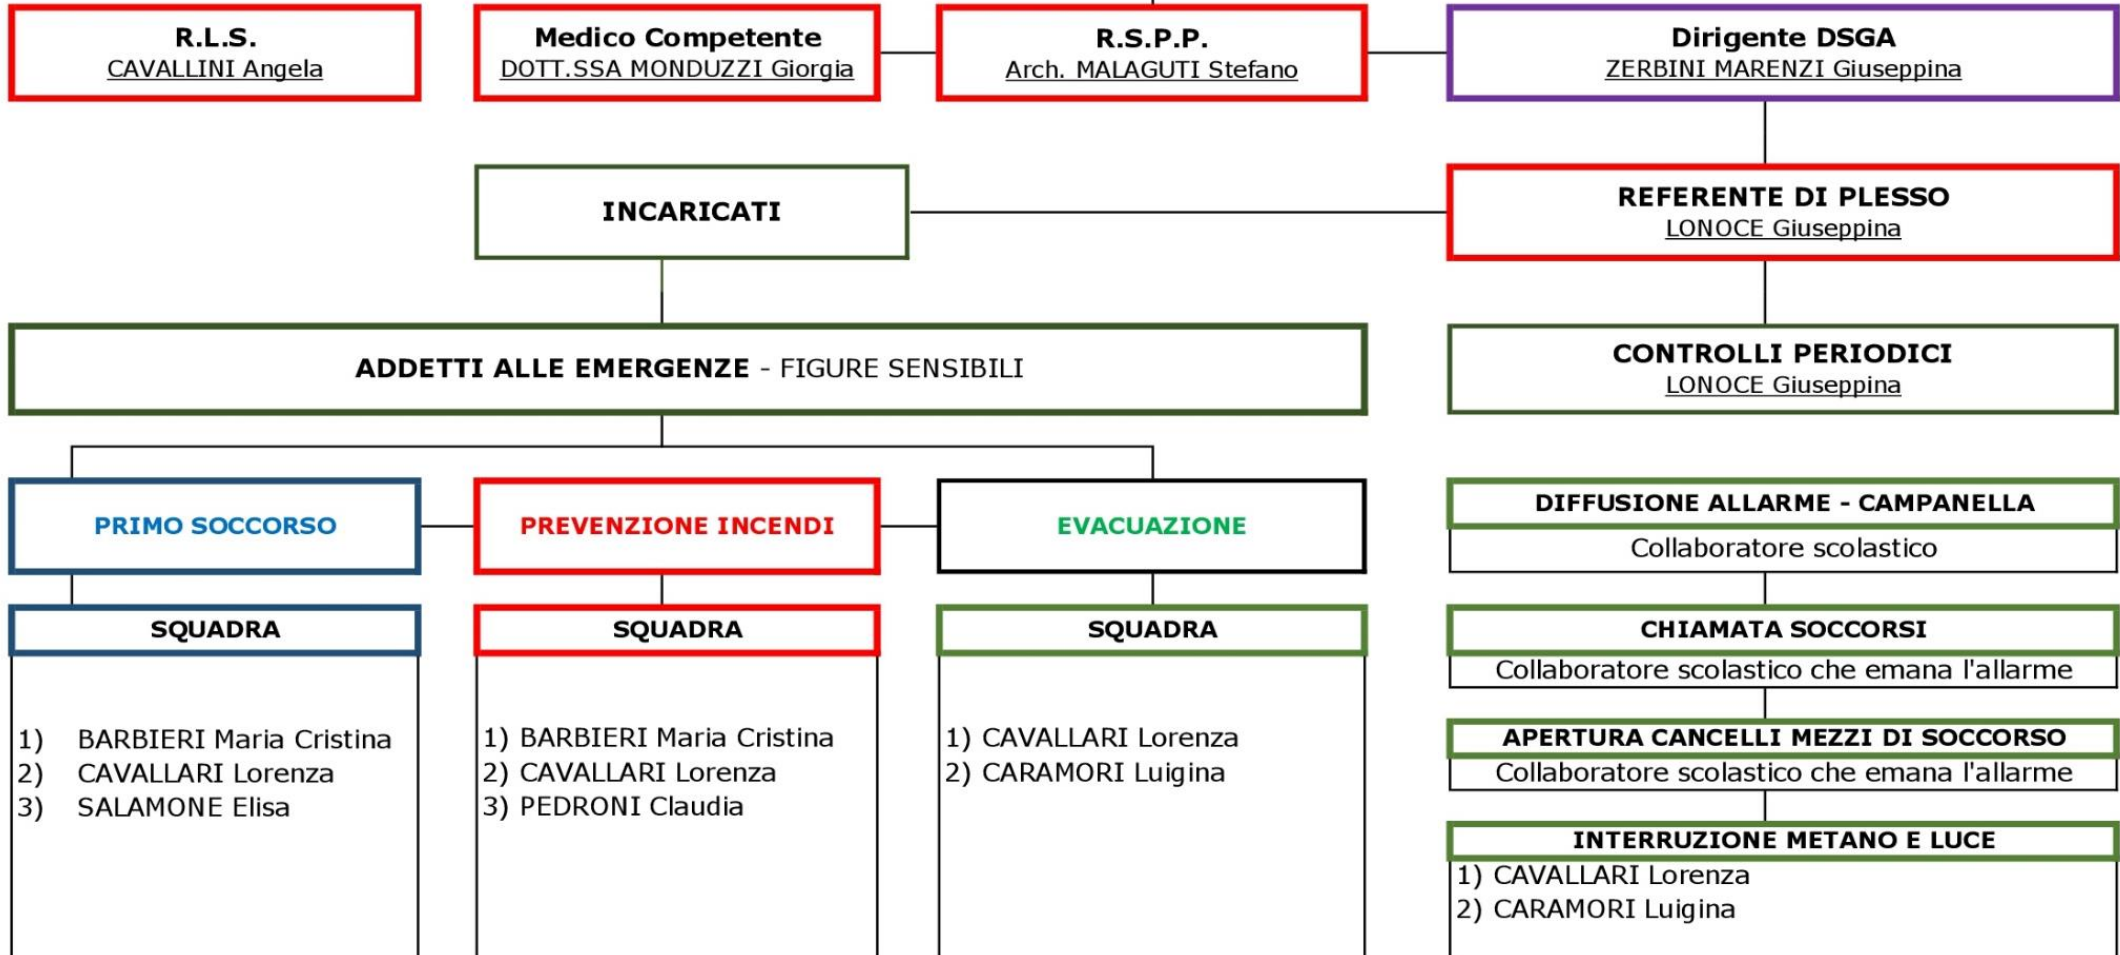 R.L.S.
CAVALLINI Angela
Medico Competente
DOTT.SSA MONDUZZI Giorgia
R.S.P.P.
Arch. MALAGUTI Stefano
Dirigente DSGA
ZERBINI MARENZI Giuseppina
INCARICATI
REFERENTE DI PLESSO
LONOCE Giuseppina
ADDETTI ALLE EMERGENZE - FIGURE SENSIBILI
CONTROLLI PERIODICI
LONOCE Giuseppina
PRIMO SOCCORSO
PREVENZIONE INCENDI
EVACUAZIONE
SQUADRA
1) BARBIERI Maria Cristina
2) CAVALLARI Lorenza
3) SALAMONE Elisa
SQUADRA
1) BARBIERI Maria Cristina
2) CAVALLARI Lorenza
3) PEDRONI Claudia
SQUADRA
1) CAVALLARI Lorenza
2) CARAMORI Luigina
DIFFUSIONE ALLARME - CAMPANELLA
Collaboratore scolastico
CHIAMATA SOCCORSI
Collaboratore scolastico che emana l'allarme
APERTURA CANCELLI MEZZI DI SOCCORSO
Collaboratore scolastico che emana l'allarme
INTERRUZIONE METANO E LUCE
1) CAVALLARI Lorenza
2) CARAMORI Luigina